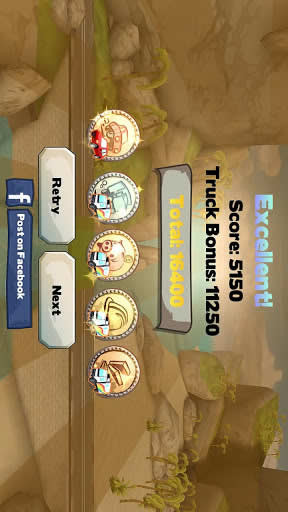 Excellent!
Score: 5150
Truck Bonus: 11250
Total: 16400
Retry
Next
f Post on Facebook